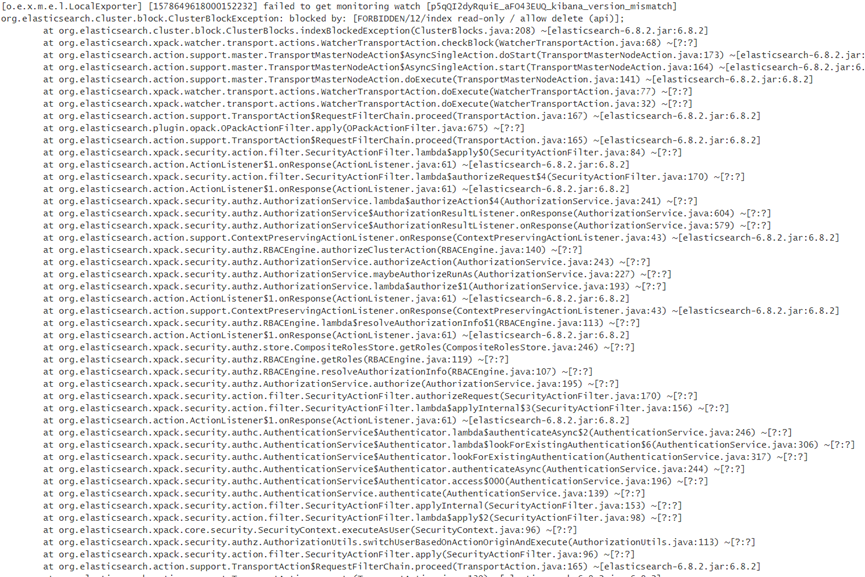 [o.e.x.m.e.l.LocalExporter] [1578649618000152232] failed to get monitoring watch [p5qQI2dyRquiE_aFO43EUQ_kibana_version_mismatch]
org.elasticsearch.cluster.block.ClusterBlockException: blocked by: [FORBIDDEN/12/index read-only / allow delete (api)];
at org.elasticsearch.cluster.block.ClusterBlocks.indexBlockedException(ClusterBlocks.java:208) ~[elasticsearch-6.8.2.jar:6.8.2]
at org.elasticsearch.xpack.watcher.transport.actions.WatcherTransportAction.checkBlock(WatcherTransportAction.java:68) ~[?:?]
at org.elasticsearch.action.support.master.TransportMasterNodeAction$AsyncSingleAction.doStart(TransportMasterNodeAction.java:173) ~[elasticsearch-6.8.2.jar:
at org.elasticsearch.action.support.master.TransportMasterNodeAction$AsyncSingleAction.start(TransportMasterNodeAction.java:164) ~[elasticsearch-6.8.2.jar:6.
at org.elasticsearch.action.support.master.TransportMasterNodeAction.doExecute(TransportMasterNodeAction.java:141) ~[elasticsearch-6.8.2.jar:6.8.2]
at org.elasticsearch.xpack.watcher.transport.actions.WatcherTransportAction.doExecute(WatcherTransportAction.java:77) ~[?:?]
at org.elasticsearch.xpack.watcher.transport.actions.WatcherTransportAction.doExecute(WatcherTransportAction.java:32) ~[?:?]
at org.elasticsearch.action.support.TransportAction$RequestFilterChain.proceed(TransportAction.java:167) ~[elasticsearch-6.8.2.jar:6.8.2]
at org.elasticsearch.plugin.opack.OPackActionFilter.apply(OPackActionFilter.java:675) ~[?:?]
at org.elasticsearch.action.support.TransportAction$RequestFilterChain.proceed(TransportAction.java:165) ~[elasticsearch-6.8.2.jar:6.8.2]
at org.elasticsearch.xpack.security.action.filter.SecurityActionFilter.lambda$apply$0(SecurityActionFilter.java:84) ~[?:?]
at org.elasticsearch.action.ActionListener$1.onResponse(ActionListener.java:61) ~[elasticsearch-6.8.2.jar:6.8.2]
at org.elasticsearch.xpack.security.action.filter.SecurityActionFilter.lambda$authorizeRequest$4(SecurityActionFilter.java:170) ~[?:?]
at org.elasticsearch.action.ActionListener$1.onResponse(ActionListener.java:61) ~[elasticsearch-6.8.2.jar:6.8.2]
at org.elasticsearch.xpack.security.authz.AuthorizationService.lambda$authorizeAction$4(AuthorizationService.java:241) ~[?:?]
at org.elasticsearch.xpack.security.authz.AuthorizationService$AuthorizationResultListener.onResponse(AuthorizationService.java:604) ~[?:?]
at org.elasticsearch.xpack.security.authz.AuthorizationService$AuthorizationResultListener.onResponse(AuthorizationService.java:579) ~[?:?]
at org.elasticsearch.action.support.ContextPreservingActionListener.onResponse(ContextPreservingActionListener.java:43) ~[elasticsearch-6.8.2.jar:6.8.2]
at org.elasticsearch.xpack.security.authz.RBACEngine.authorizeClusterAction(RBACEngine.java:140) ~[?:?]
at org.elasticsearch.xpack.security.authz.AuthorizationService.authorizeAction(AuthorizationService.java:243) ~[?:?]
at org.elasticsearch.xpack.security.authz.AuthorizationService.maybeAuthorizeRunAs(AuthorizationService.java:227) ~[?:?]
at org.elasticsearch.xpack.security.authz.AuthorizationService.lambda$authorize$1(AuthorizationService.java:193) ~[?:?]
at org.elasticsearch.action.ActionListener$1.onResponse(ActionListener.java:61) ~[elasticsearch-6.8.2.jar:6.8.2]
at org.elasticsearch.action.support.ContextPreservingActionListener.onResponse(ContextPreservingActionListener.java:43) ~[elasticsearch-6.8.2.jar:6.8.2]
at org.elasticsearch.xpack.security.authz.RBACEngine.lambda$resolveAuthorizationInfo$1(RBACEngine.java:113) ~[?:?]
at org.elasticsearch.action.ActionListener$1.onResponse(ActionListener.java:61) ~[elasticsearch-6.8.2.jar:6.8.2]
at org.elasticsearch.xpack.security.authz.store.CompositeRolesStore.getRoles(CompositeRolesStore.java:246) ~[?:?]
at org.elasticsearch.xpack.security.authz.RBACEngine.getRoles(RBACEngine.java:119) ~[?:?]
at org.elasticsearch.xpack.security.authz.RBACEngine.resolveAuthorizationInfo(RBACEngine.java:107) ~[?:?]
at org.elasticsearch.xpack.security.authz.AuthorizationService.authorize(AuthorizationService.java:195) ~[?:?]
at org.elasticsearch.xpack.security.action.filter.SecurityActionFilter.authorizeRequest(SecurityActionFilter.java:170) ~[?:?]
at org.elasticsearch.xpack.security.action.filter.SecurityActionFilter.lambda$applyInternal$3(SecurityActionFilter.java:156) ~[?:?]
at org.elasticsearch.action.ActionListener$1.onResponse(ActionListener.java:61) ~[elasticsearch-6.8.2.jar:6.8.2]
at org.elasticsearch.xpack.security.authc.AuthenticationService$Authenticator.lambda$authenticateAsync$2(AuthenticationService.java:246) ~[?:?]
at org.elasticsearch.xpack.security.authc.AuthenticationService$Authenticator.lambda$lookForExistingAuthentication$6(AuthenticationService.java:306) ~[?:?]
at org.elasticsearch.xpack.security.authc.AuthenticationService$Authenticator.lookForExistingAuthentication(AuthenticationService.java:317) ~[?:?]
at org.elasticsearch.xpack.security.authc.AuthenticationService$Authenticator.authenticateAsync(AuthenticationService.java:244) ~[?:?]
at org.elasticsearch.xpack.security.authc.AuthenticationService$Authenticator.access$000(AuthenticationService.java:196) ~[?:?]
at org.elasticsearch.xpack.security.authc.AuthenticationService.authenticate(AuthenticationService.java:139) ~[?:?]
at org.elasticsearch.xpack.security.action.filter.SecurityActionFilter.applyInternal(SecurityActionFilter.java:153) ~[?:?]
at org.elasticsearch.xpack.security.action.filter.SecurityActionFilter.lambda$apply$2(SecurityActionFilter.java:98) ~[?:?]
at org.elasticsearch.xpack.core.security.SecurityContext.executeAsUser(SecurityContext.java:96) ~[?:?]
at org.elasticsearch.xpack.security.authz.AuthorizationUtils.switchUserBasedOnActionOriginAndExecute(AuthorizationUtils.java:113) ~[?:?]
at org.elasticsearch.xpack.security.action.filter.SecurityActionFilter.apply(SecurityActionFilter.java:96) ~[?:?]
at org.elasticsearch.action.support.TransportAction$RequestFilterChain.proceed(TransportAction.java:165) ~[elasticsearch-6.8.2.jar:6.8.2]